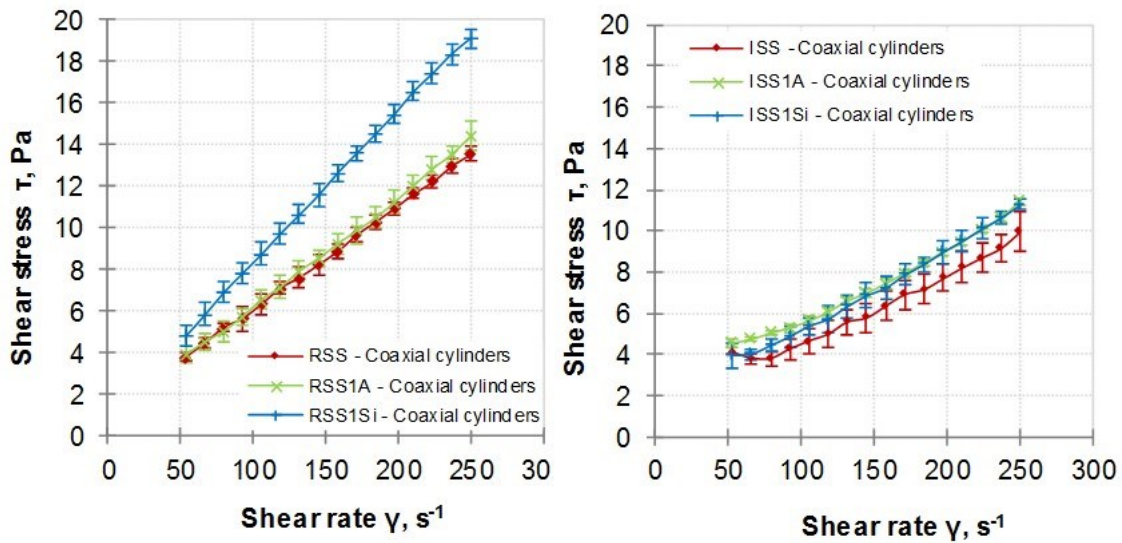 20
18
16
14
12
10
8
6
4
2
0
Shear stress τ, Pa
RSS - Coaxial cylinders
RSS1A - Coaxial cylinders
RSS1Si - Coaxial cylinders
0 50 100 150 200 250 30
Shear rate γ, s-1
20
18
16
14
12
10
8
6
4
2
0
Shear stress τ, Pa
ISS - Coaxial cylinders
ISS1A - Coaxial cylinders
ISS1Si - Coaxial cylinders
0 50 100 150 200 250 300
Shear rate γ, s-1